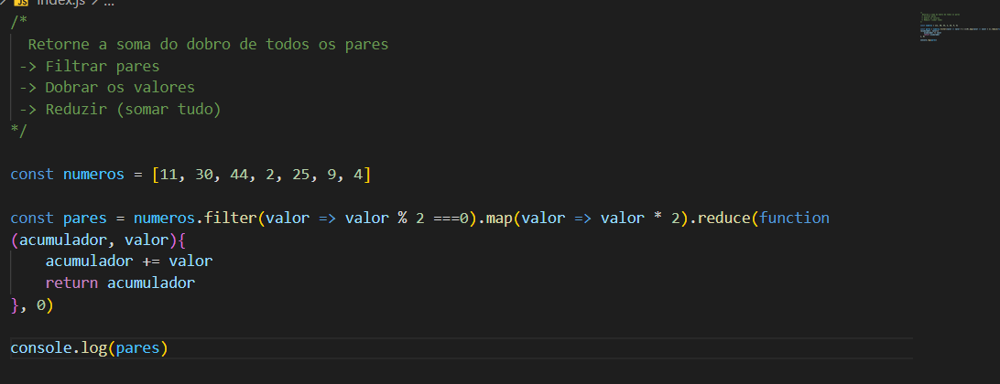 JS index.js > ...
/*
Retorne a soma do dobro de todos os pares
-> Filtrar pares
-> Dobrar os valores
-> Reduzir (somar tudo)
*/
const numeros = [11, 30, 44, 2, 25, 9, 4]
const pares = numeros.filter(valor => valor % 2 ===0).map(valor => valor * 2).reduce(function
(acumulador, valor){
acumulador += valor
return acumulador
}, 0)
console.log(pares)